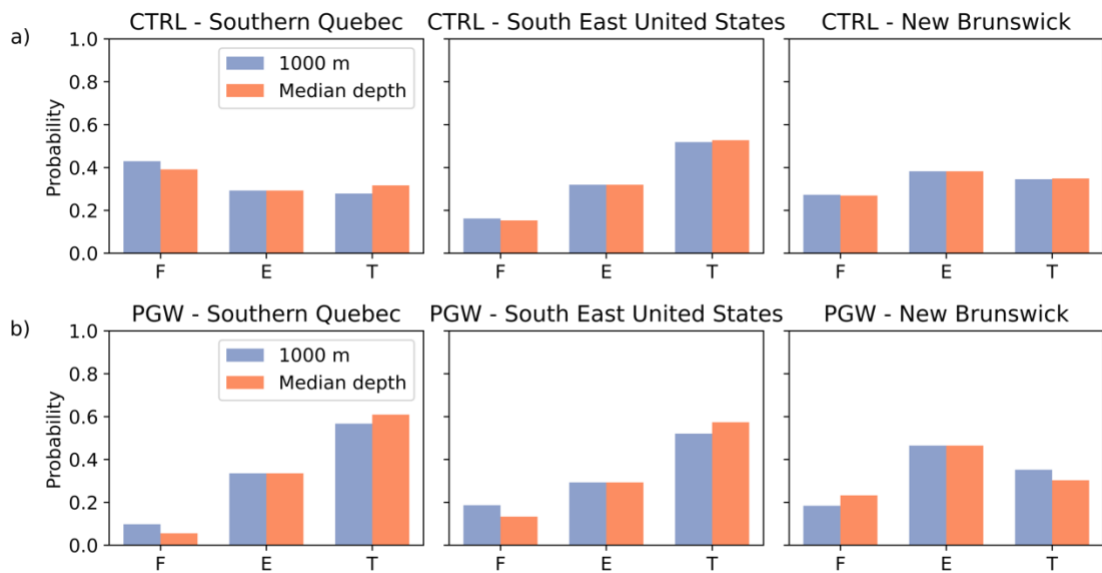 a)
CTRL - Southern Quebec
CTRL - South East United States
CTRL - New Brunswick
Probability
1.0
0.8
0.6
0.4
0.2
0.0
1000 m
Median depth
F E T
F E T
F E T
b)
PGW - Southern Quebec
PGW - South East United States
PGW - New Brunswick
Probability
1.0
0.8
0.6
0.4
0.2
0.0
1000 m
Median depth
F E T
F E T
F E T